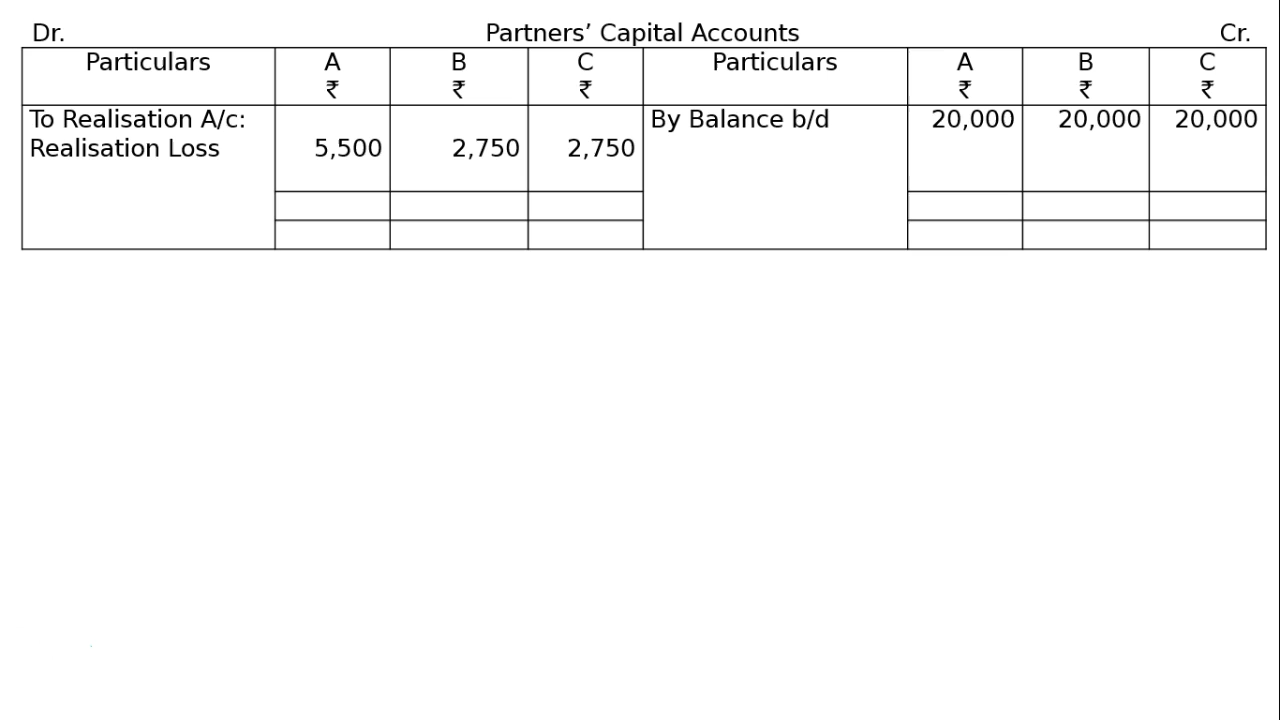 Dr. Partners’ Capital Accounts Cr.
Particulars A B C Particulars A B C
₹ ₹ ₹ ₹ ₹ ₹
To Realisation A/c: By Balance b/d 20,000 20,000 20,000
Realisation Loss 5,500 2,750 2,750